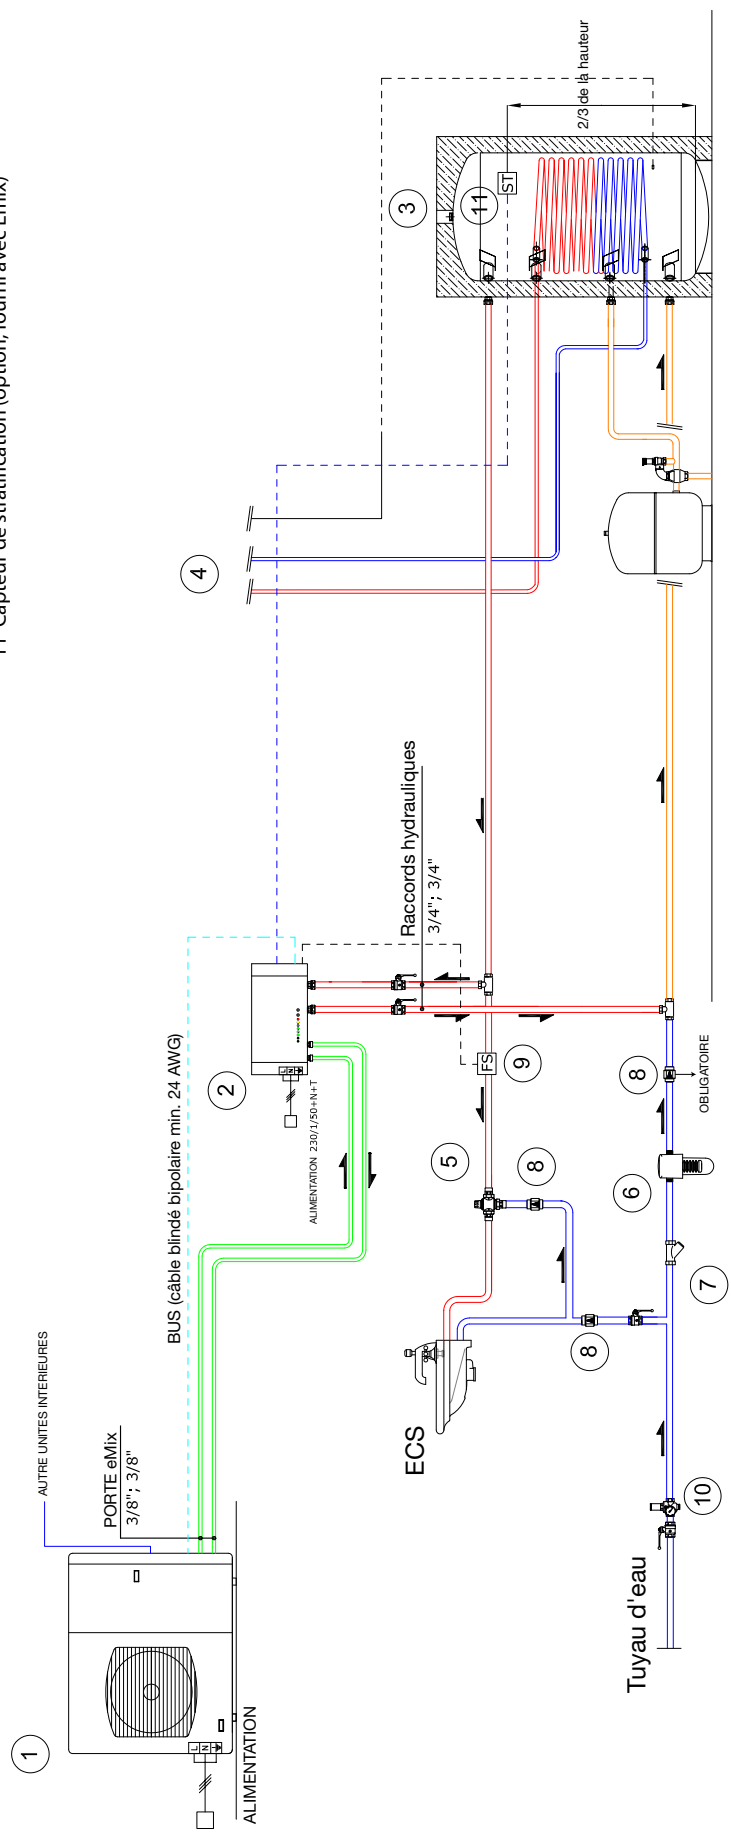 11 Capteur de stratification (option, fourni avec Emix)
1
ALIMENTATION
L
N
AUTRE UNITES INTERIEURES
PORTE eMix
3/8"; 3/8"
BUS (câble blindé bipolaire min. 24 AWG)
2
L
N
ALIMENTATION 230/1/50+N+T
Raccords hydrauliques
3/4"; 3/4"
4
3
11
ST
2/3 de la hauteur
ECS
5
8
FS
9
8
Tuyau d'eau
10
7
6
8
OBLIGATOIRE